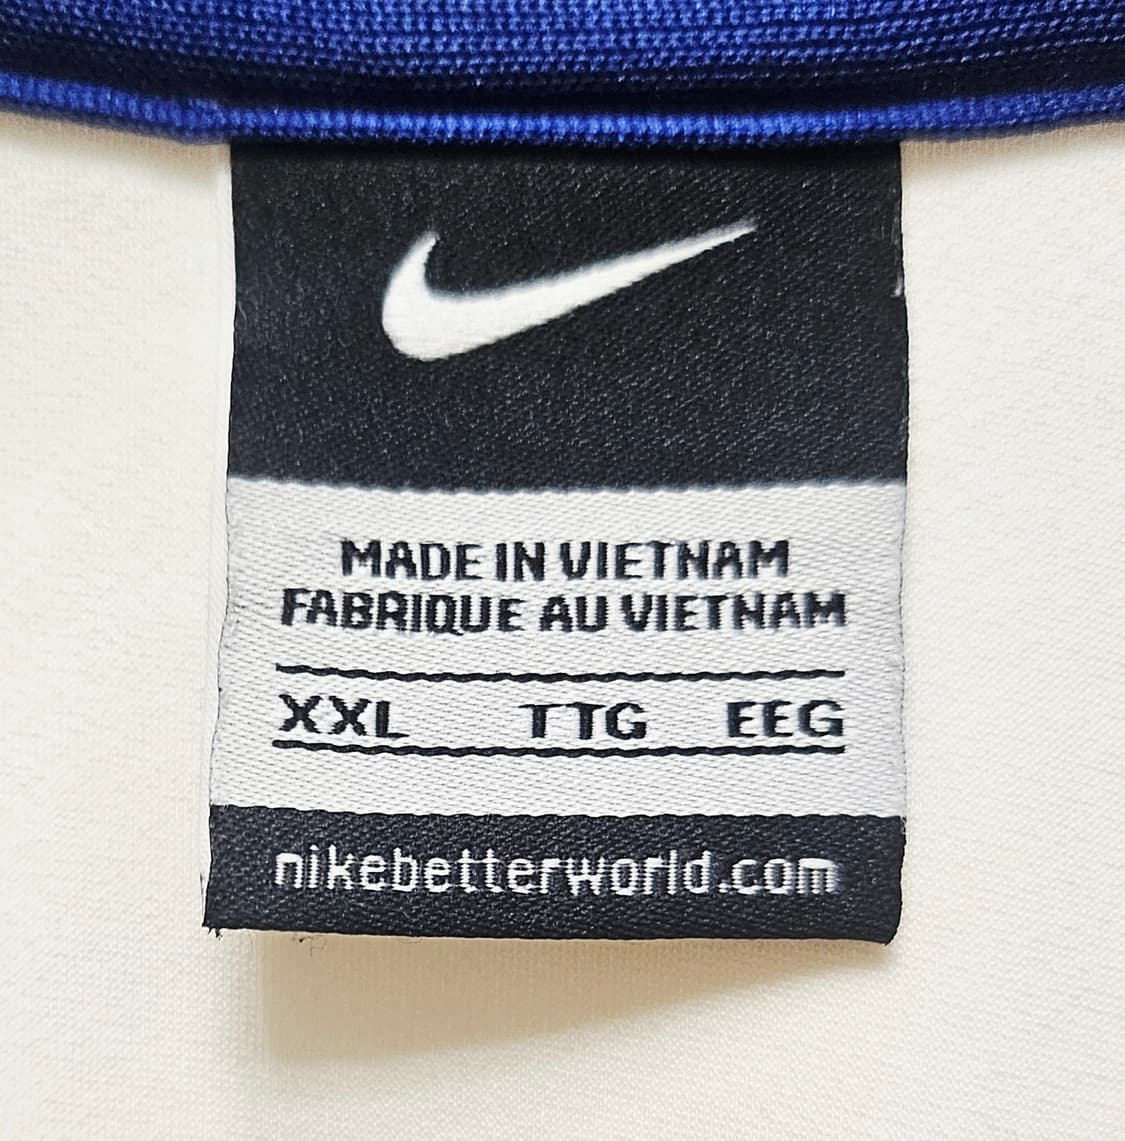 MADE IN VIETNAM
FABRIQUE AU VIETNAM
XXL TTG EEG
nikebetterworld.com